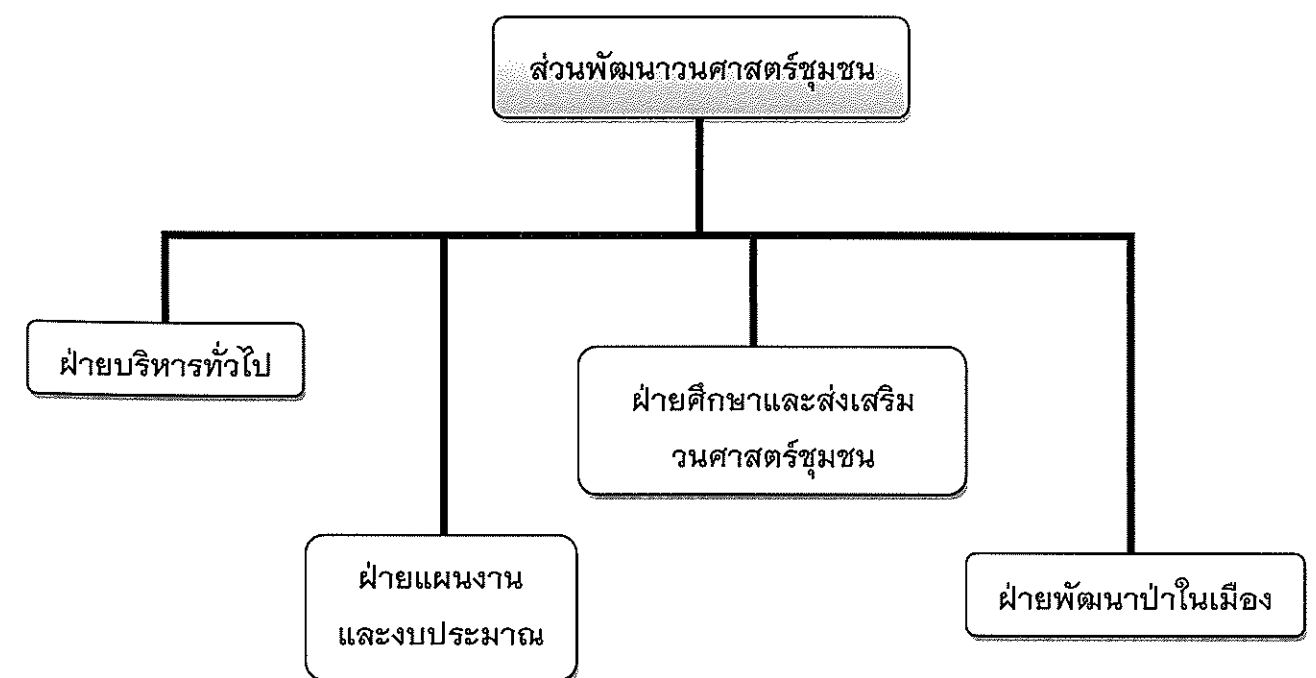 ส่วนพัฒนาวนศาสตร์ชุมชน
ฝ่ายบริหารทั่วไป
ฝ่ายศึกษาและส่งเสริม
วนศาสตร์ชุมชน
ฝ่ายแผนงาน
และงบประมาณ
ฝ่ายพัฒนาป่าในเมือง